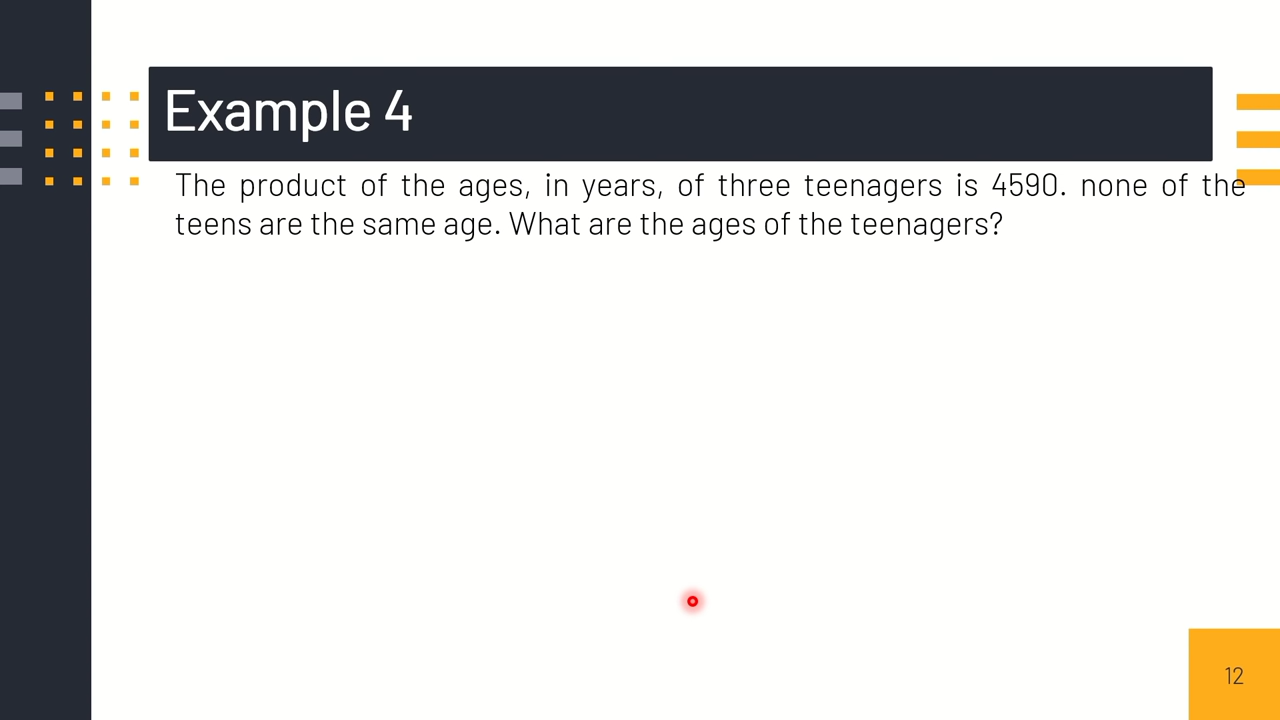 Example 4
The product of the ages, in years, of three teenagers is 4590. none of the
teens are the same age. What are the ages of the teenagers?
12